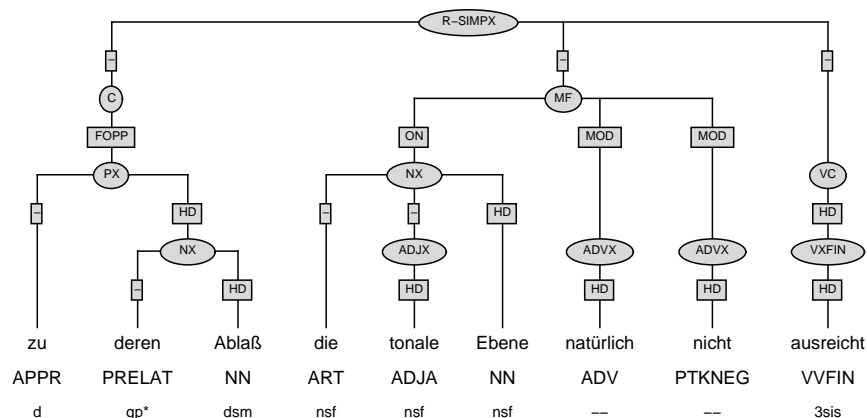 R−SIMPX
− − −
C MF
FOPP ON MOD MOD
PX NX VC
− HD − − HD HD
NX ADJX ADVX ADVX VXFIN
− HD HD HD HD HD
zu deren Ablaß die tonale Ebene natürlich nicht ausreicht
APPR PRELAT NN ART ADJA NN ADV PTKNEG VVFIN
d gp* dsm nsf nsf nsf −− −− 3sis